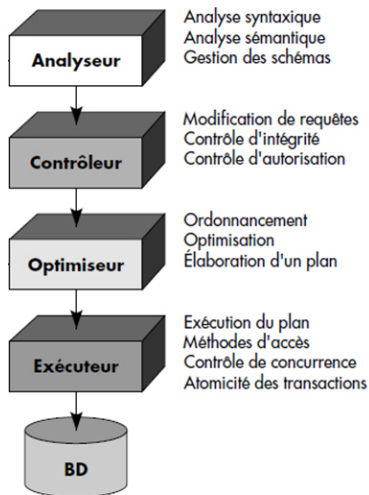 Analyseur
Analyse syntaxique
Analyse sémantique
Gestion des schémas
Contrôleur
Modification de requêtes
Contrôle d'intégrité
Contrôle d'autorisation
Optimiseur
Ordonnancement
Optimisation
Élaboration d'un plan
Exécuteur
Exécution du plan
Méthodes d'accès
Contrôle de concurrence
Atomicité des transactions
BD